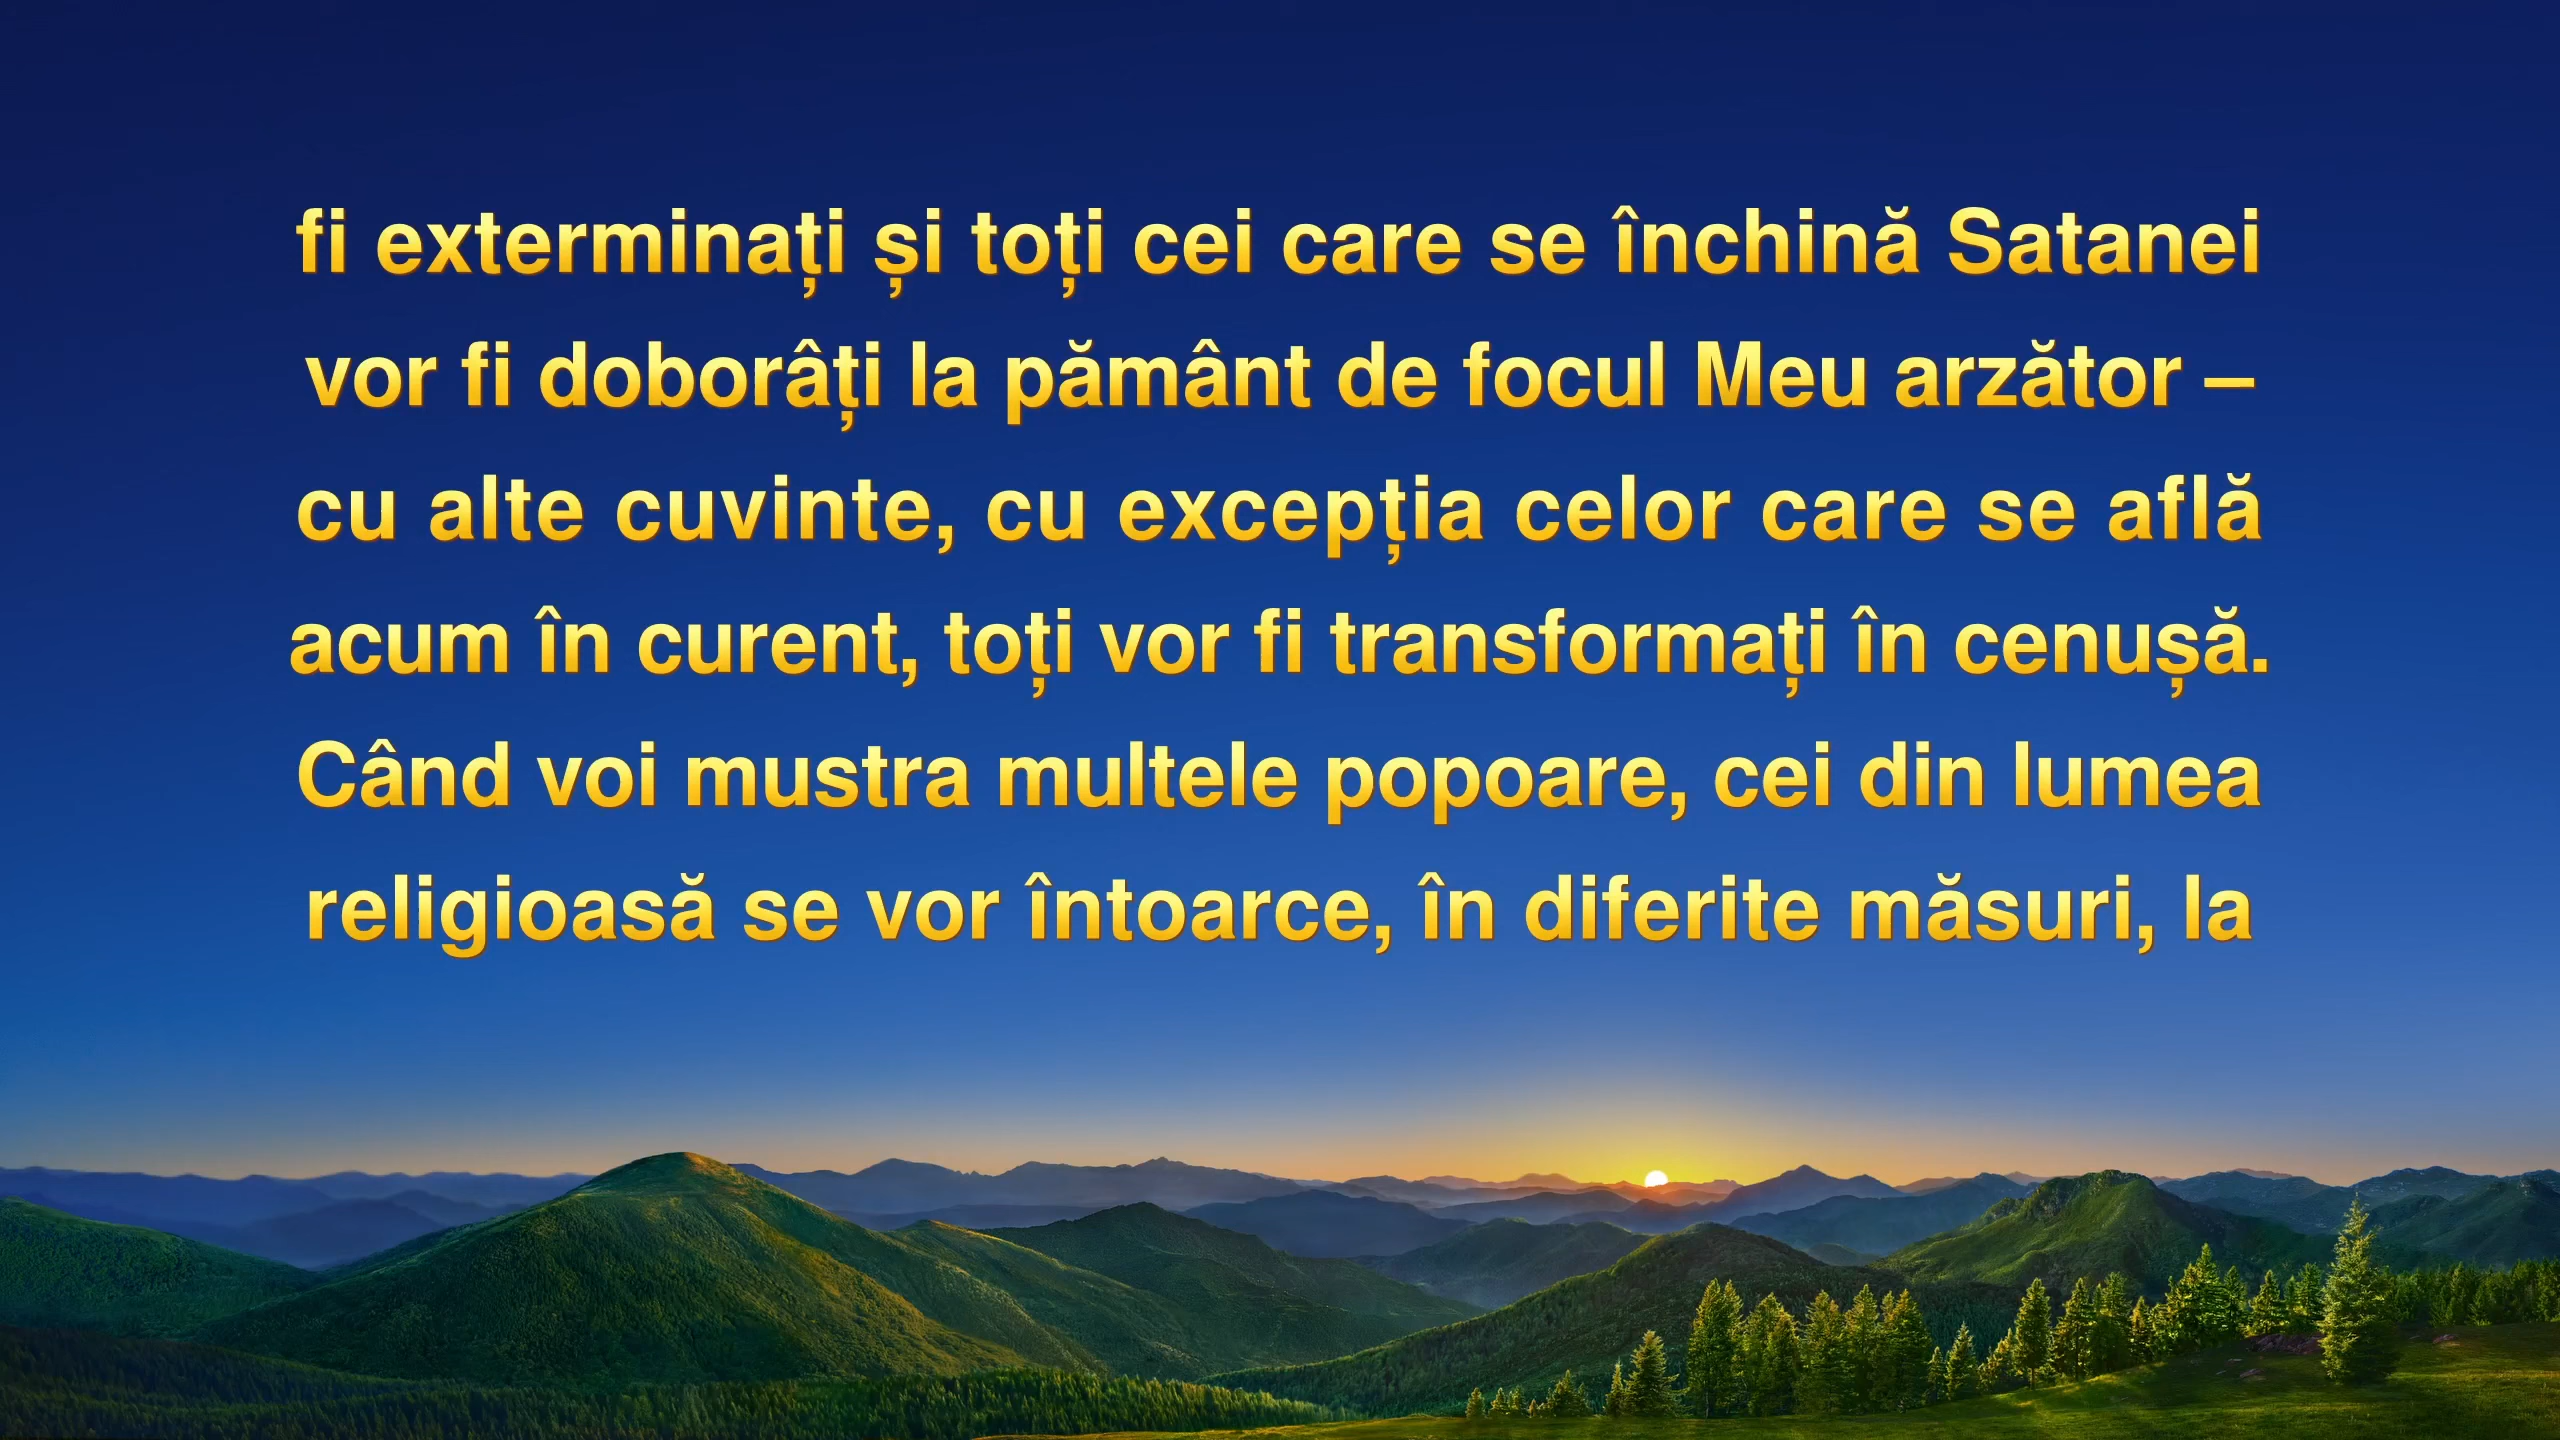 fi exterminați și toți cei care se închină Satanei
vor fi doborâți la pământ de focul Meu arzător –
cu alte cuvinte, cu excepția celor care se află
acum în curent, toți vor fi transformați în cenușă.
Când voi mustra multele popoare, cei din lumea
religioasă se vor întoarce, în diferite măsuri, la